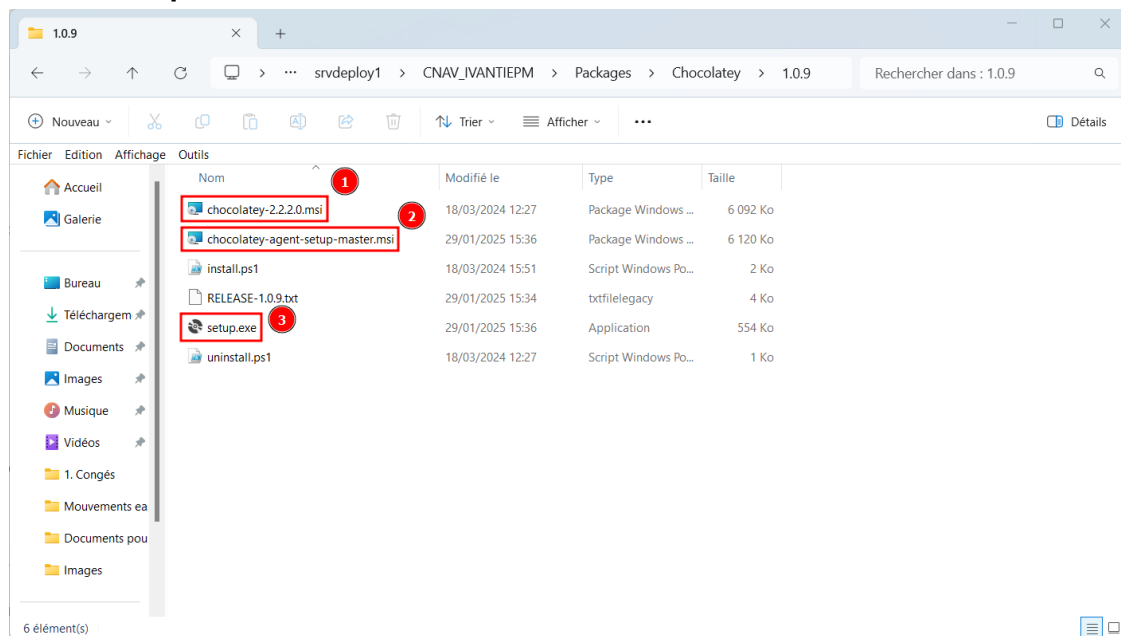 1.0.9
srvdeploy1 > CNAV_IVANTIEPM > Packages > Chocolatey > 1.0.9
Rechercher dans : 1.0.9
Nouveau
Trier
Afficher
Détails
Fichier Edition Affichage Outils
Nom Modifié le Type Taille
1
chocolatey-2.2.2.0.msi 18/03/2024 12:27 Package Windows ... 6 092 Ko
2
chocolatey-agent-setup-master.msi 29/01/2025 15:36 Package Windows ... 6 120 Ko
install.ps1 18/03/2024 15:51 Script Windows Po... 2 Ko
RELEASE-1.0.9.txt 29/01/2025 15:34 txtfilelegacy 4 Ko
3
setup.exe 29/01/2025 15:36 Application 554 Ko
uninstall.ps1 18/03/2024 12:27 Script Windows Po... 1 Ko
Accueil
Galerie
Bureau
Téléchargem
Documents
Images
Musique
Vidéos
1. Congés
Mouvements ea
Documents pou
Images
6 élément(s)